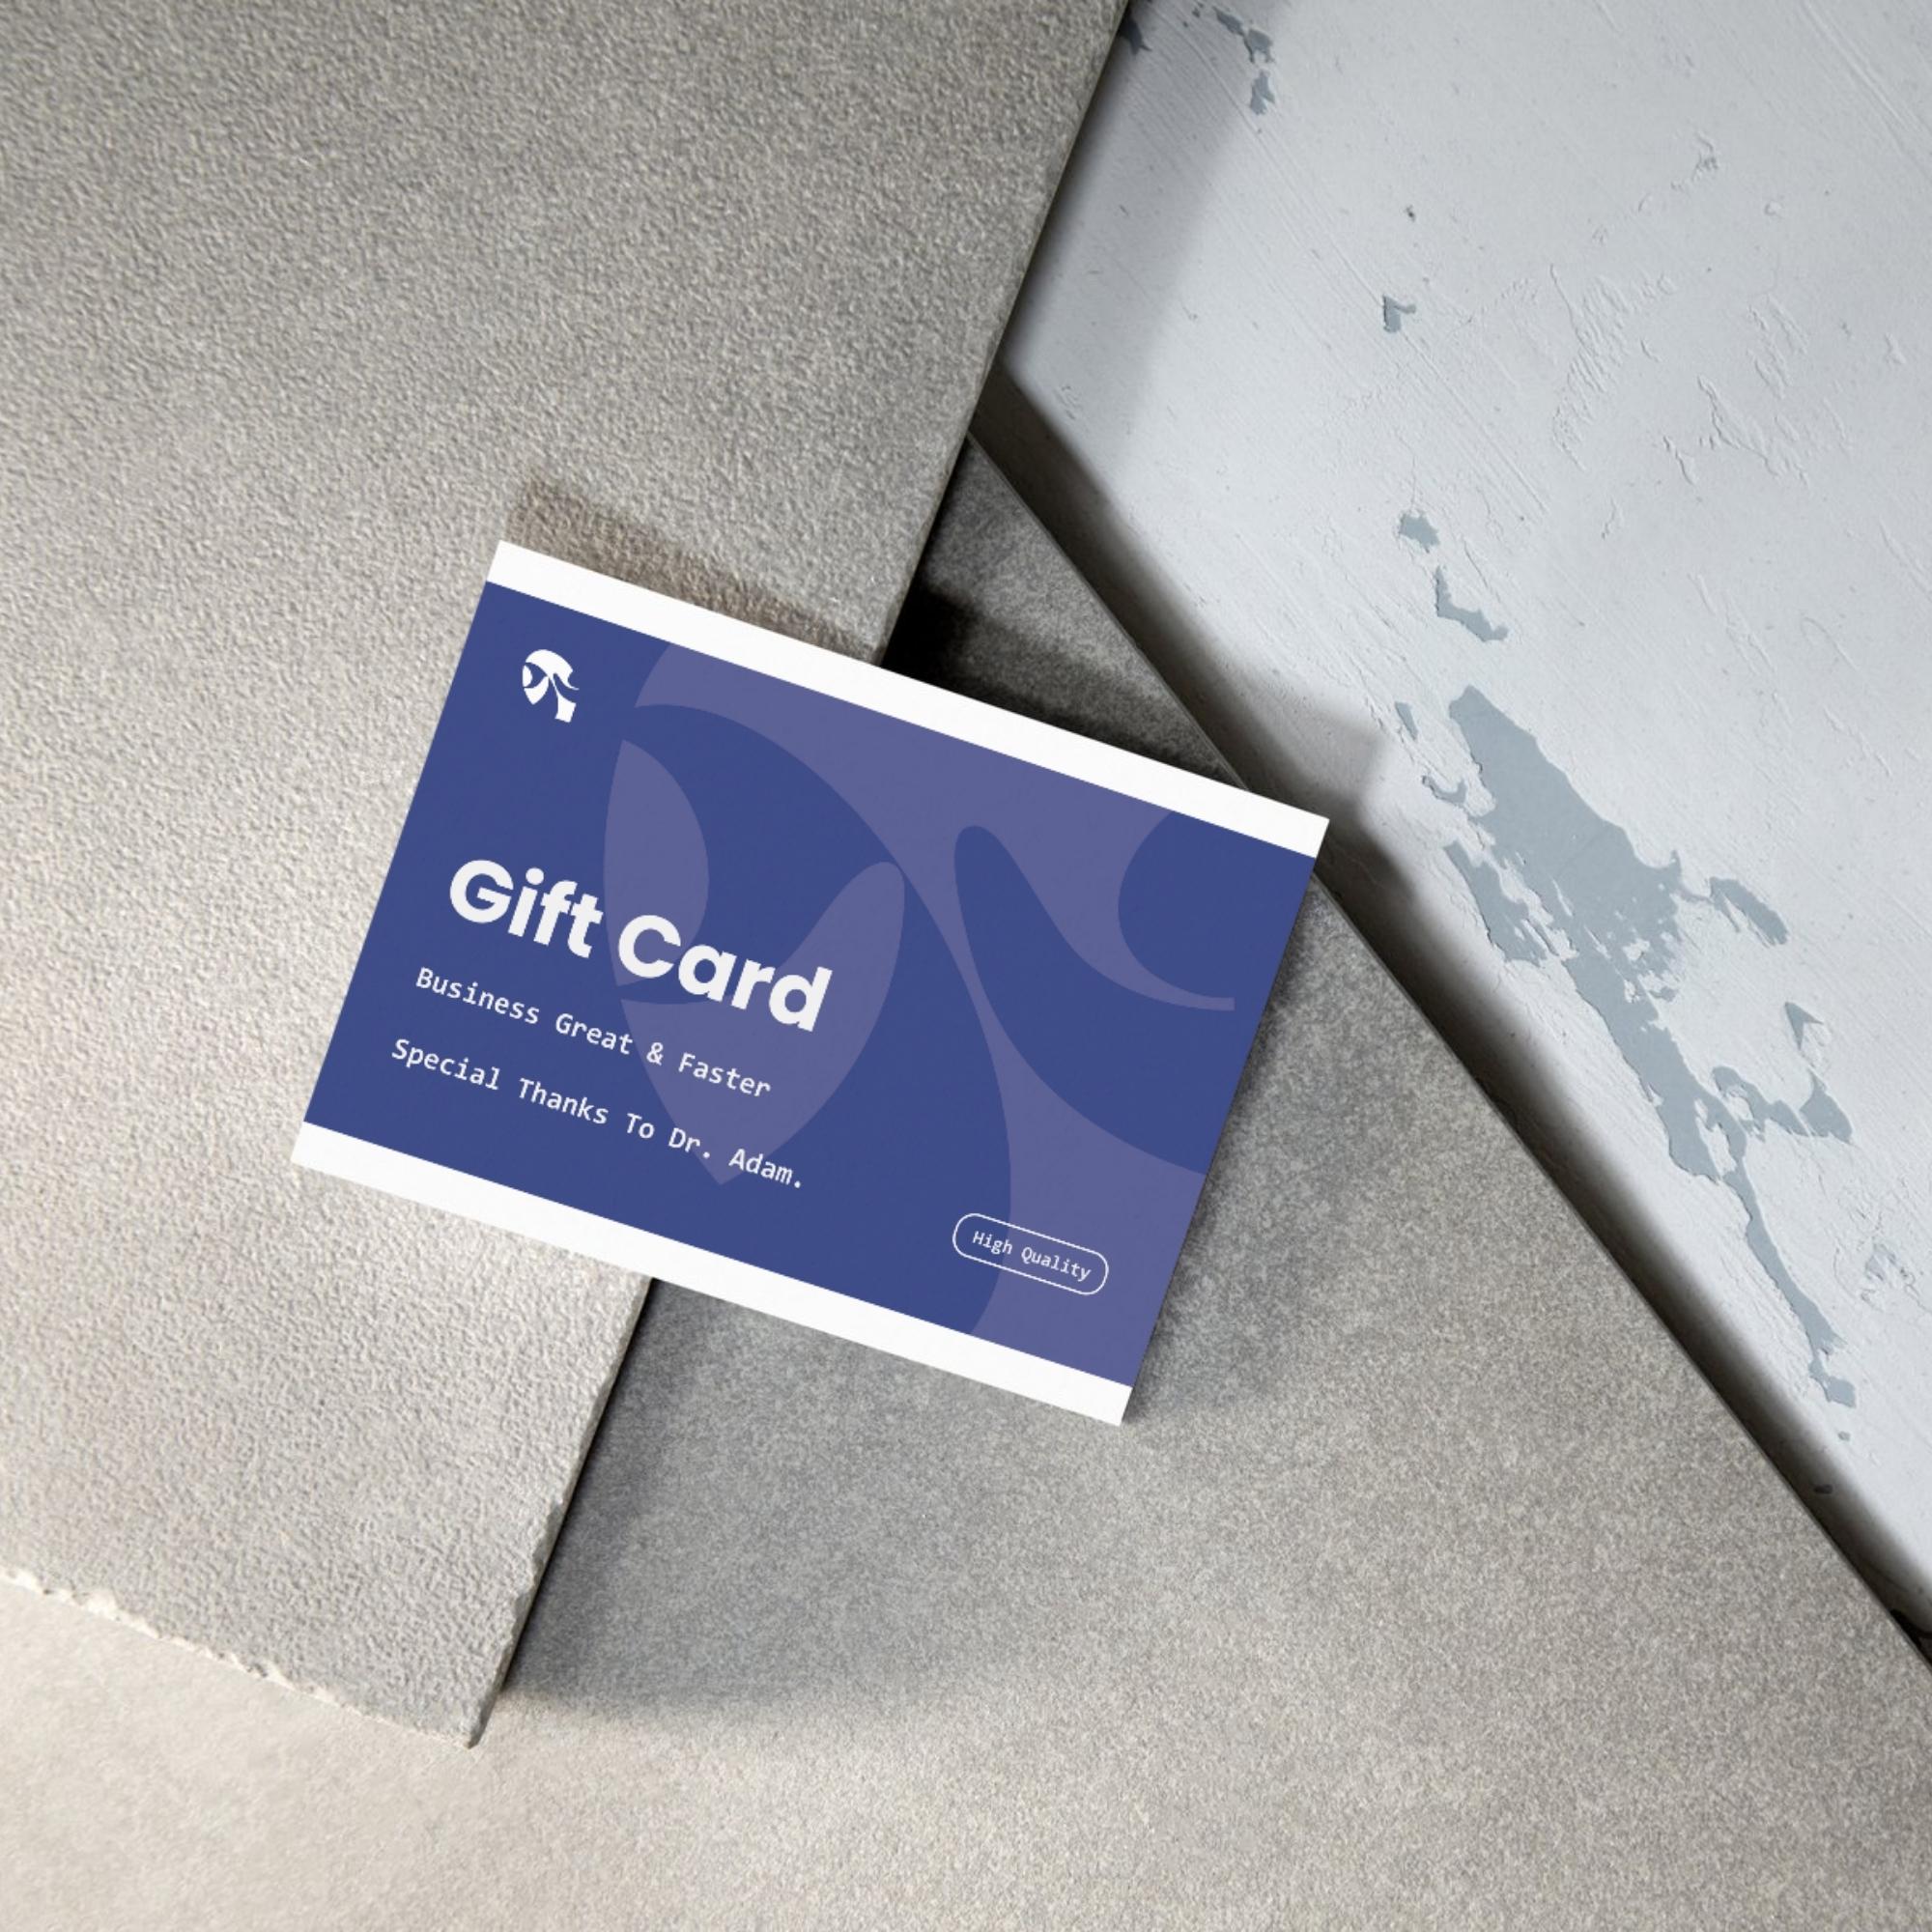 Gift Card
Business Great & Faster
Special Thanks To Dr. Adam.
High Quality